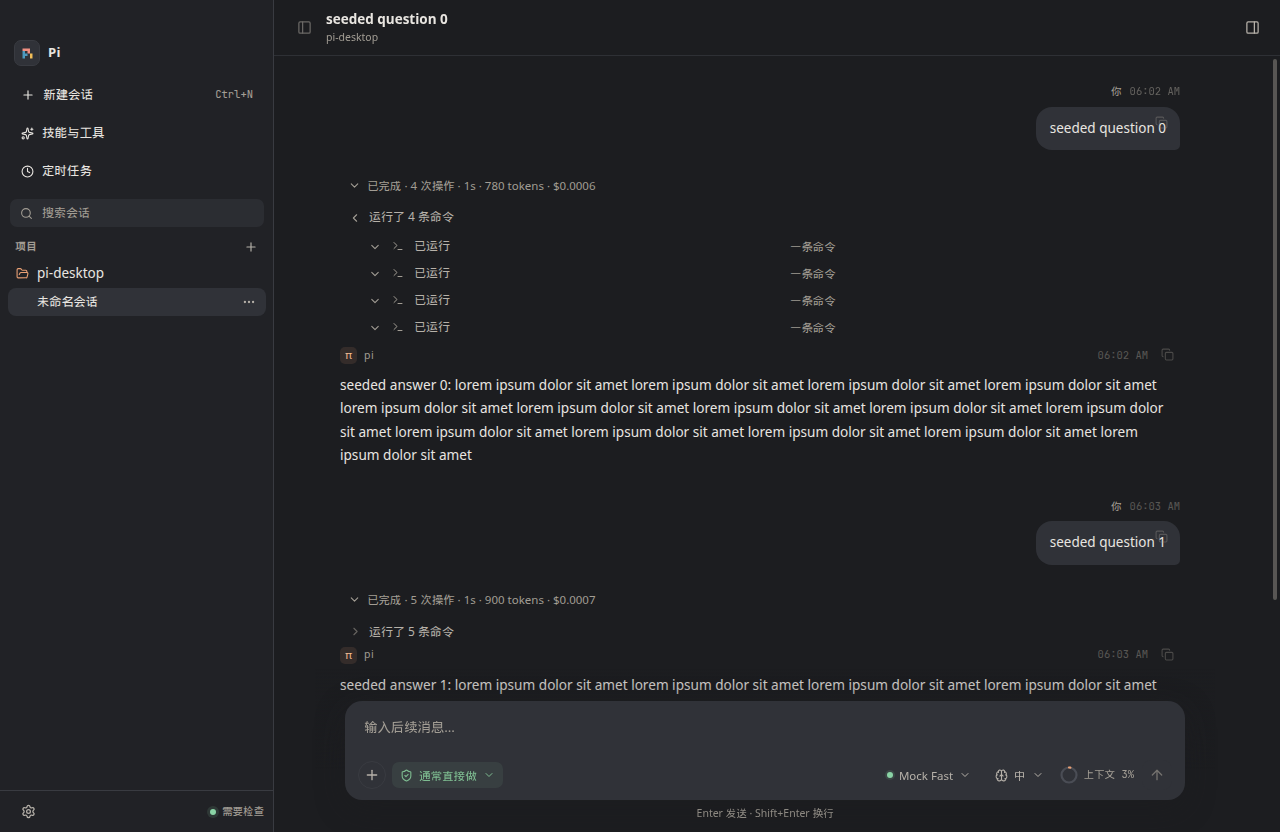 Pi
新建会话 Ctrl+N
技能与工具
定时任务
搜索会话
项目
pi-desktop
未命名会话
需要检查
seeded question 0
pi-desktop
你 06:02 AM
seeded question 0
已完成 · 4 次操作 · 1s · 780 tokens · $0.0006
运行了 4 条命令
已运行 一条命令
已运行 一条命令
已运行 一条命令
已运行 一条命令
π pi 06:02 AM
seeded answer 0: lorem ipsum dolor sit amet lorem ipsum dolor sit amet lorem ipsum dolor sit amet lorem ipsum dolor sit amet
lorem ipsum dolor sit amet lorem ipsum dolor sit amet lorem ipsum dolor sit amet lorem ipsum dolor sit amet lorem ipsum dolor
sit amet lorem ipsum dolor sit amet lorem ipsum dolor sit amet lorem ipsum dolor sit amet lorem ipsum dolor sit amet lorem
ipsum dolor sit amet
你 06:03 AM
seeded question 1
已完成 · 5 次操作 · 1s · 900 tokens · $0.0007
运行了 5 条命令
π pi 06:03 AM
seeded answer 1: lorem ipsum dolor sit amet lorem ipsum dolor sit amet lorem ipsum dolor sit amet lorem ipsum dolor sit amet
输入后续消息...
通常直接做 Mock Fast 中 上下文 3%
Enter 发送 · Shift+Enter 换行